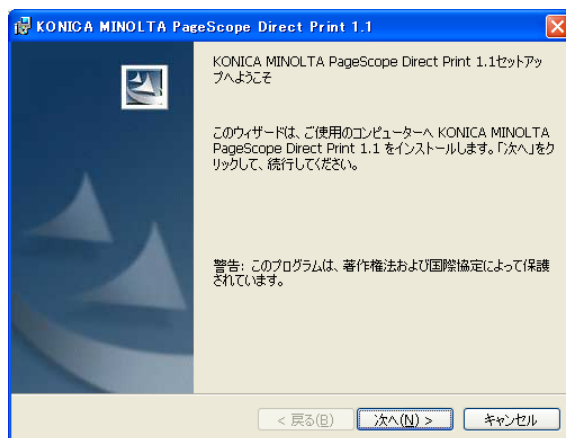 KONICA MINOLTA PageScope Direct Print 1.1
KONICA MINOLTA PageScope Direct Print 1.1セットアッ
プへようこそ
このウィザードは、ご使用のコンピューターへ KONICA MINOLTA
PageScope Direct Print 1.1 をインストールします。「次へ」をク
リックして、続行してください。
警告: このプログラムは、著作権法および国際協定によって保護
されています。
< 戻る(B) 次へ(N) > キャンセル